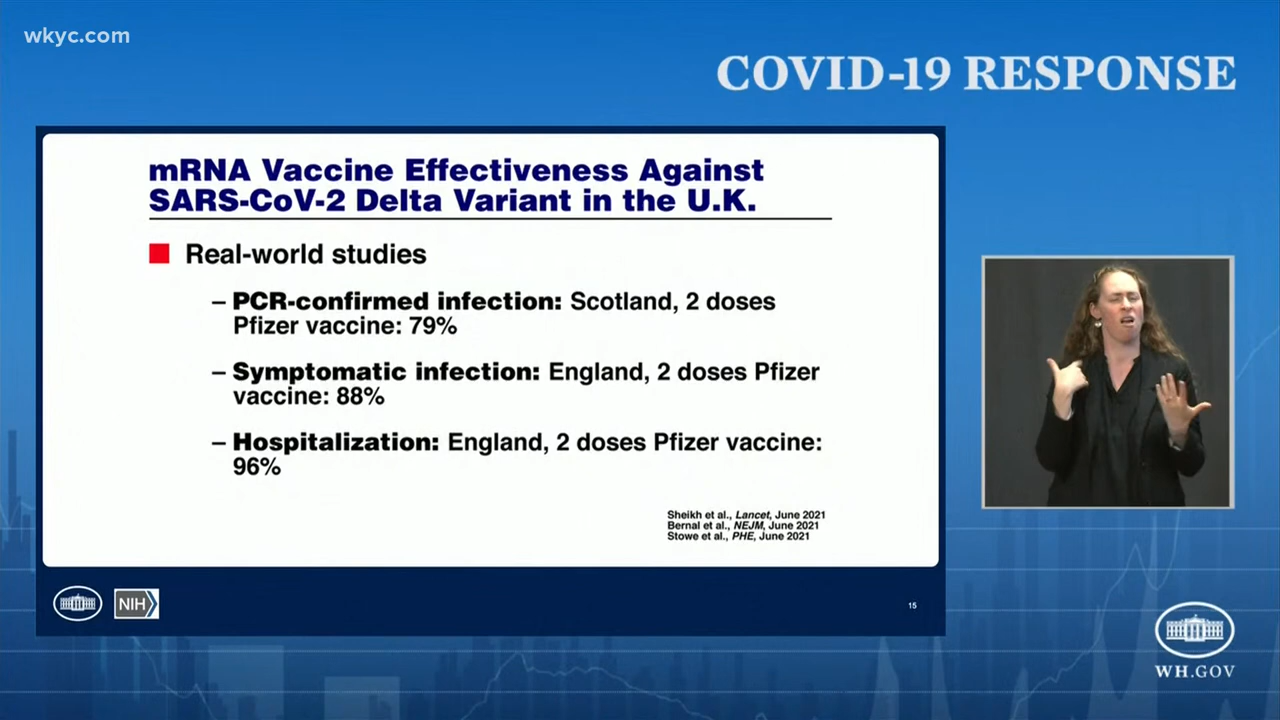 wkyc.com
COVID-19 RESPONSE
mRNA Vaccine Effectiveness Against
SARS-CoV-2 Delta Variant in the U.K.
Real-world studies
– PCR-confirmed infection: Scotland, 2 doses
Pfizer vaccine: 79%
– Symptomatic infection: England, 2 doses Pfizer
vaccine: 88%
– Hospitalization: England, 2 doses Pfizer vaccine:
96%
Sheikh et al., Lancet, June 2021
Bernal et al., NEJM, June 2021
Stowe et al., PHE, June 2021
NIH
15
WH.GOV